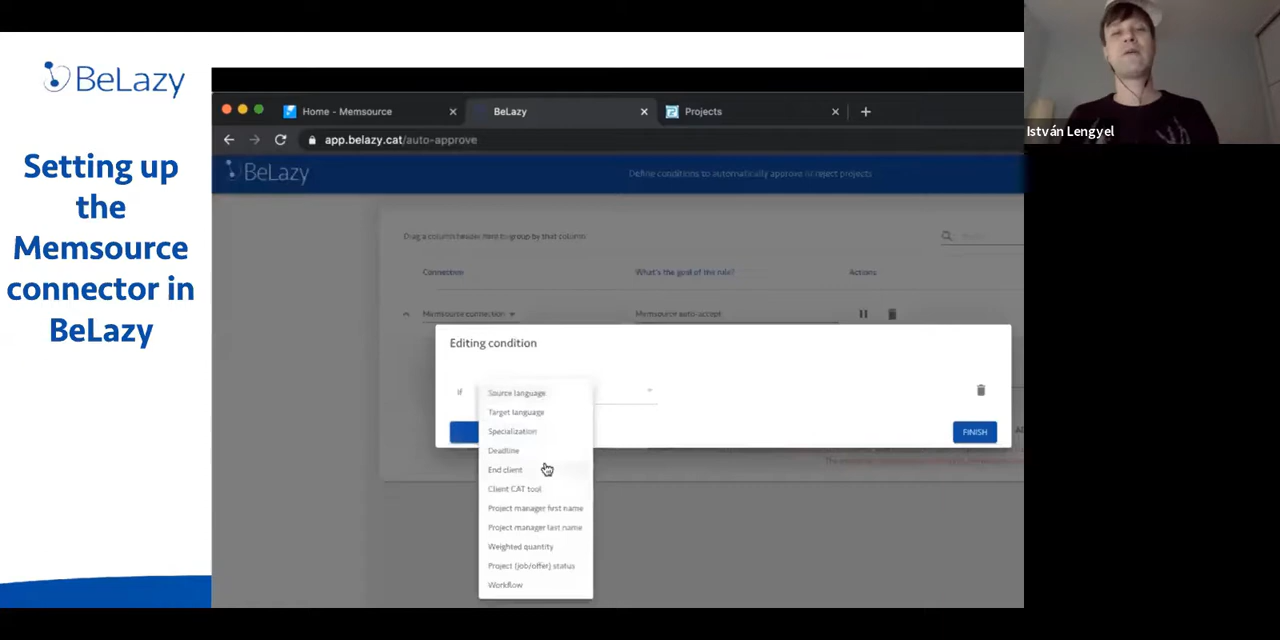 BeLazy
Setting up
the
Memsource
connector in
BeLazy
Home - Memsource
BeLazy
Projects
app.belazy.cat/auto-approve
BeLazy
Define conditions to automatically approve or reject projects
Drag a column header here to group by that column
Connection
What's the goal of the rule?
Actions
Memsource connection
Memsource auto-accept
Editing condition
If
Source language
Target language
Specialization
Deadline
End client
Client CAT tool
Project manager first name
Project manager last name
Weighted quantity
Project (job/offer) status
Workflow
FINISH
István Lengyel